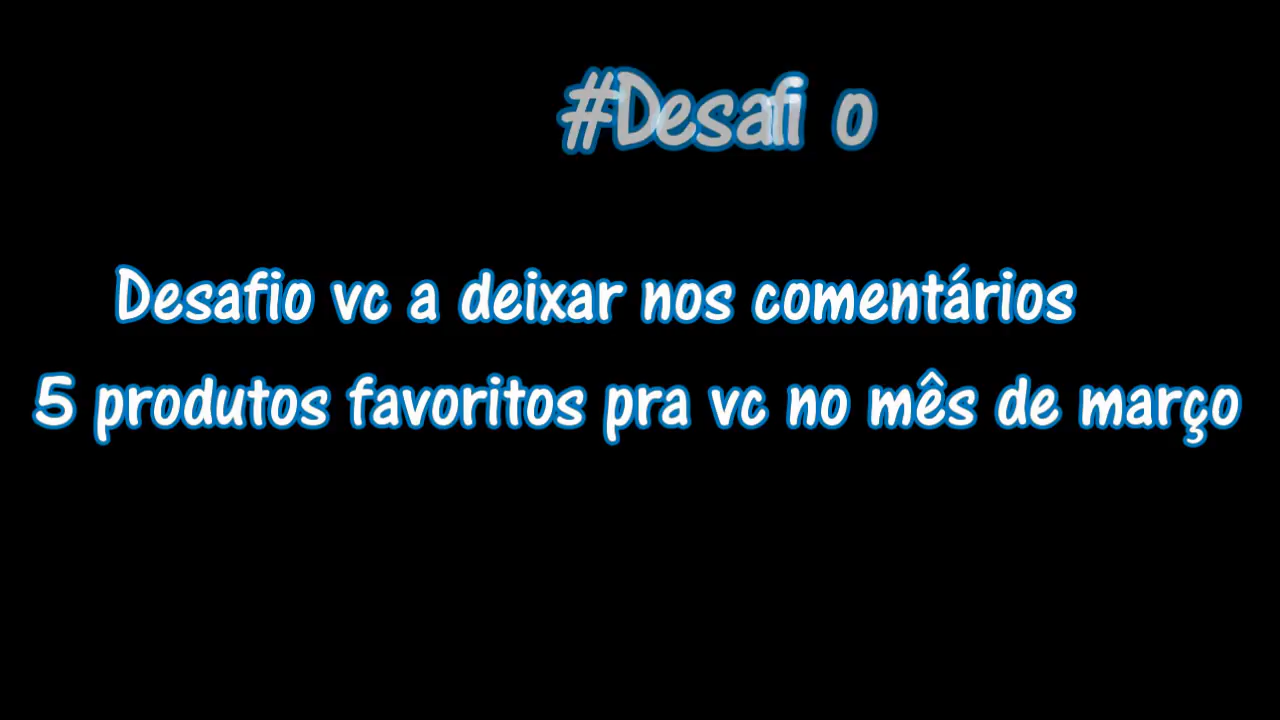 #Desafi o
Desafio vc a deixar nos comentários
5 produtos favoritos pra vc no mês de março